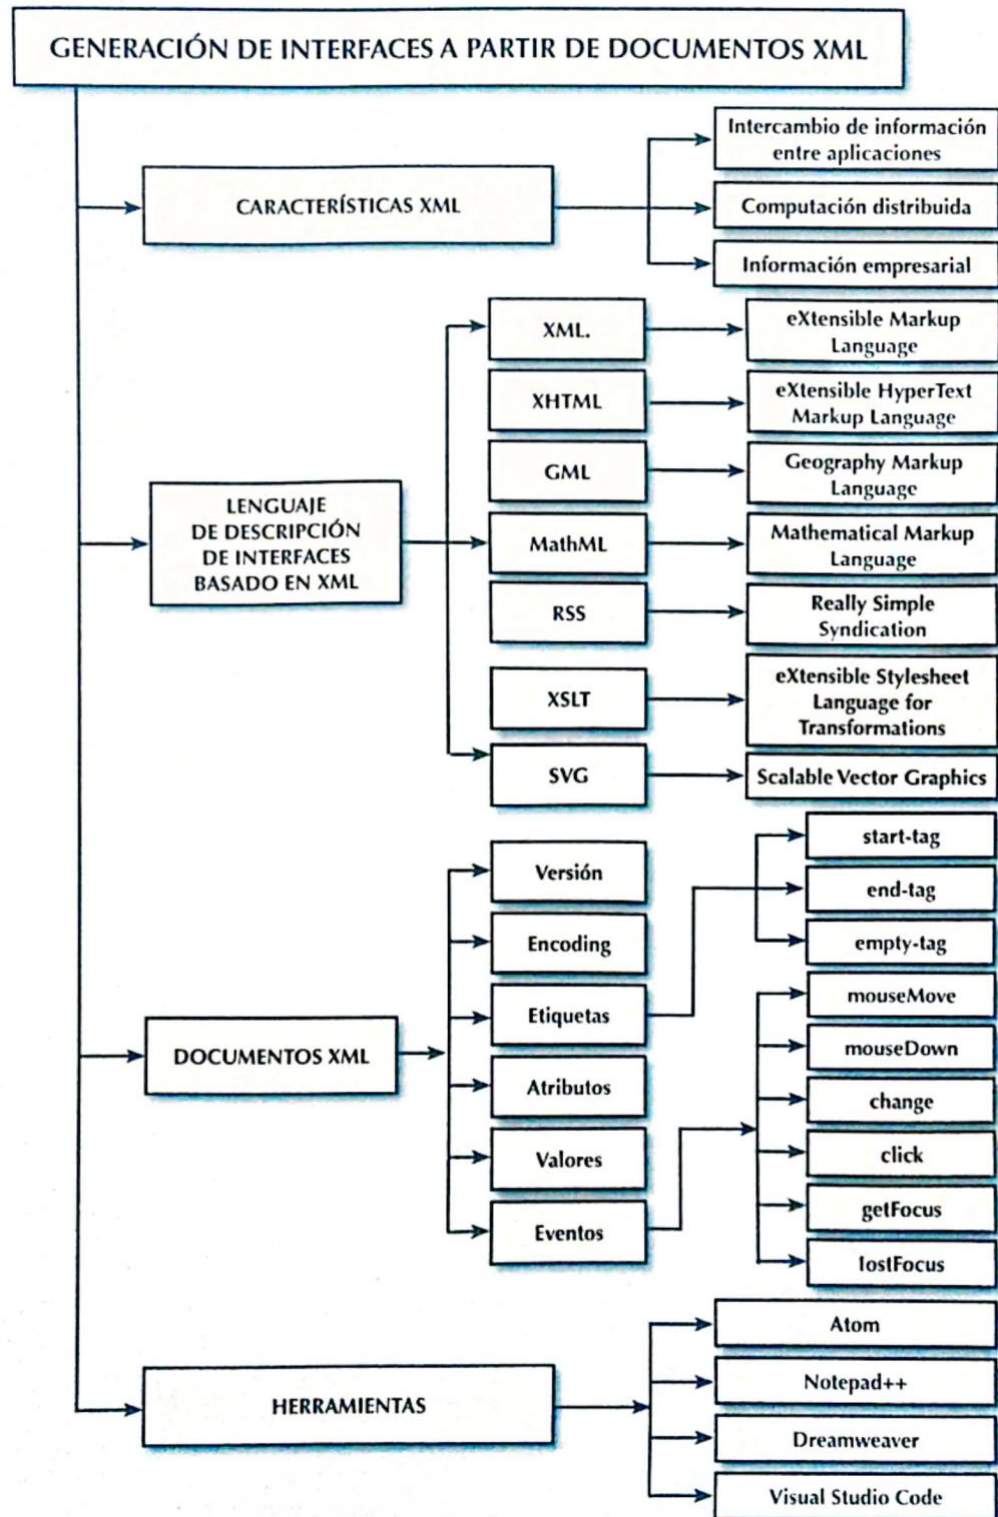 GENERACIÓN DE INTERFACES A PARTIR DE DOCUMENTOS XML
CARACTERÍSTICAS XML
Intercambio de información
entre aplicaciones
Computación distribuida
Información empresarial
LENGUAJE
DE DESCRIPCIÓN
DE INTERFACES
BASADO EN XML
XML.
eXtensible Markup
Language
XHTML
eXtensible HyperText
Markup Language
GML
Geography Markup
Language
MathML
Mathematical Markup
Language
RSS
Really Simple
Syndication
XSLT
eXtensible Stylesheet
Language for
Transformations
SVG
Scalable Vector Graphics
DOCUMENTOS XML
Versión
Encoding
Etiquetas
start-tag
end-tag
empty-tag
Atributos
Valores
Eventos
mouseMove
mouseDown
change
click
getFocus
lostFocus
HERRAMIENTAS
Atom
Notepad++
Dreamweaver
Visual Studio Code